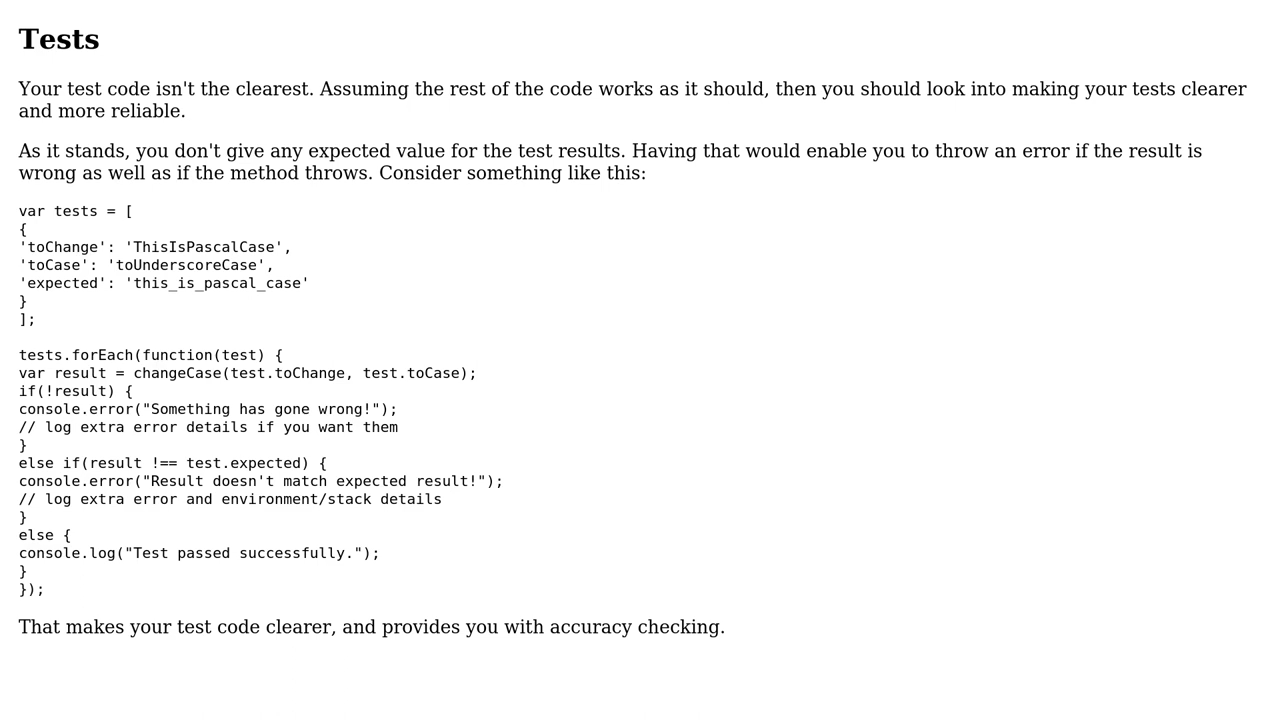 Tests
Your test code isn't the clearest. Assuming the rest of the code works as it should, then you should look into making your tests clearer
and more reliable.
As it stands, you don't give any expected value for the test results. Having that would enable you to throw an error if the result is
wrong as well as if the method throws. Consider something like this:
var tests = [
{
'toChange': 'ThisIsPascalCase',
'toCase': 'toUnderscoreCase',
'expected': 'this_is_pascal_case'
}
];
tests.forEach(function(test) {
var result = changeCase(test.toChange, test.toCase);
if(!result) {
console.error("Something has gone wrong!");
// log extra error details if you want them
}
else if(result !== test.expected) {
console.error("Result doesn't match expected result!");
// log extra error and environment/stack details
}
else {
console.log("Test passed successfully.");
}
});
That makes your test code clearer, and provides you with accuracy checking.